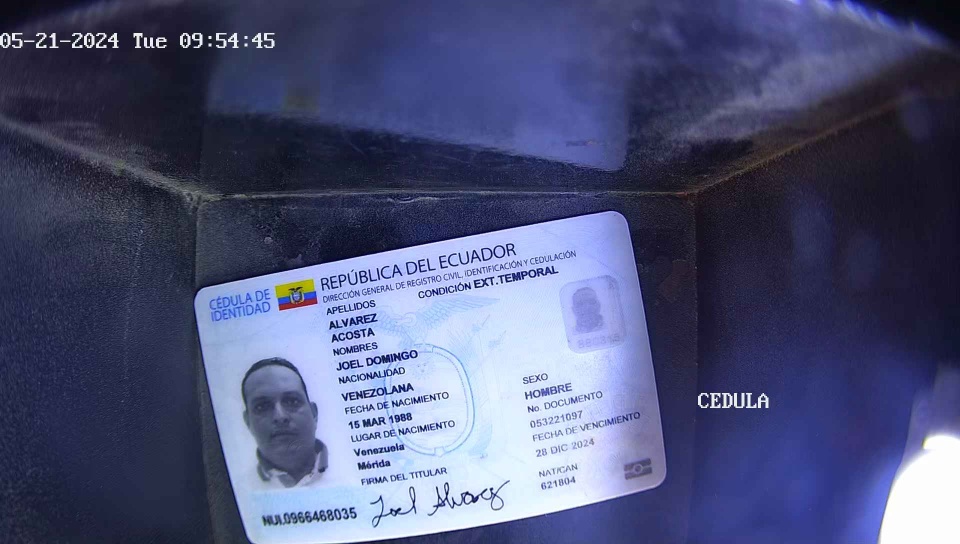 05-21-2024 Tue 09:54:45
CÉDULA DE
IDENTIDAD
REPÚBLICA DEL ECUADOR
DIRECCIÓN GENERAL DE REGISTRO CIVIL, IDENTIFICACIÓN Y CEDULACIÓN
APELLIDOS
CONDICIÓN EXT.TEMPORAL
ALVAREZ
ACOSTA
NOMBRES
JOEL DOMINGO
NACIONALIDAD
VENEZOLANA
FECHA DE NACIMIENTO
15 MAR 1988
LUGAR DE NACIMIENTO
Venezuela
Mérida
FIRMA DEL TITULAR
SEXO
HOMBRE
No. DOCUMENTO
053221097
FECHA DE VENCIMIENTO
28 DIC 2024
NAT/CAN
621804
NUI.0966468035
Joel Alvarez
CEDULA